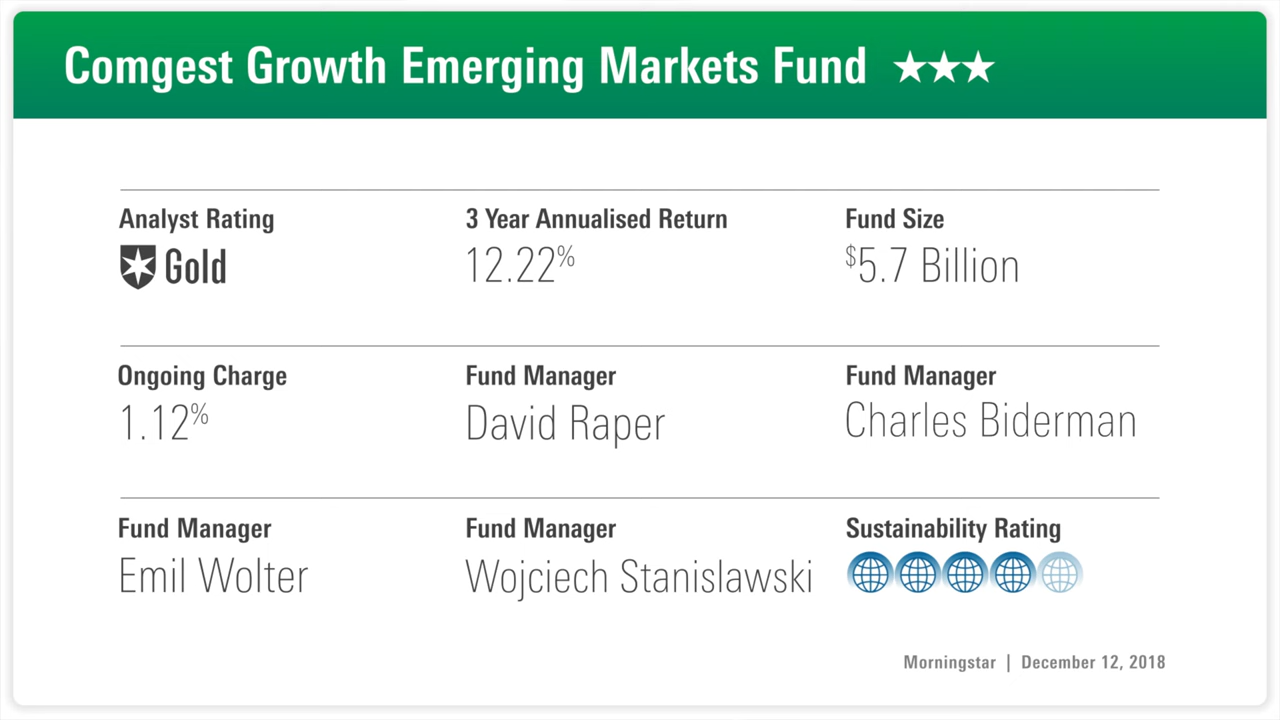 Comgest Growth Emerging Markets Fund ★★★
Analyst Rating
Gold
3 Year Annualised Return
12.22%
Fund Size
$5.7 Billion
Ongoing Charge
1.12%
Fund Manager
David Raper
Fund Manager
Charles Biderman
Fund Manager
Emil Wolter
Fund Manager
Wojciech Stanislawski
Sustainability Rating
Morningstar | December 12, 2018